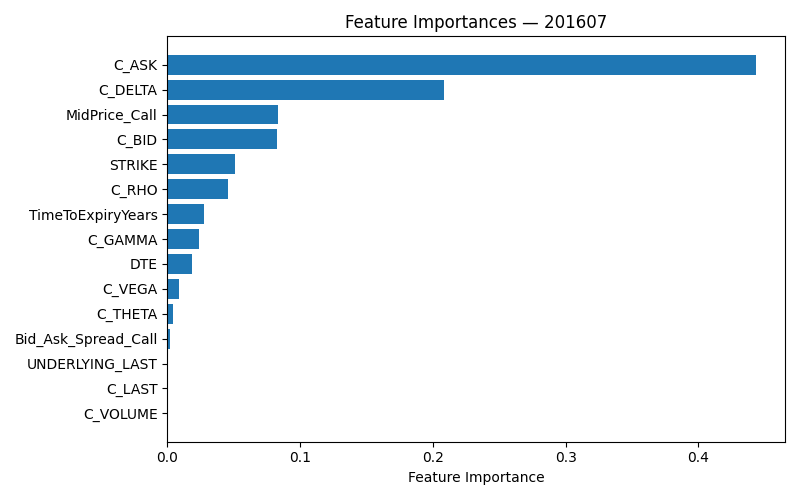 Feature Importances — 201607
C_ASK
C_DELTA
MidPrice_Call
C_BID
STRIKE
C_RHO
TimeToExpiryYears
C_GAMMA
DTE
C_VEGA
C_THETA
Bid_Ask_Spread_Call
UNDERLYING_LAST
C_LAST
C_VOLUME
0.0 0.1 0.2 0.3 0.4
Feature Importance